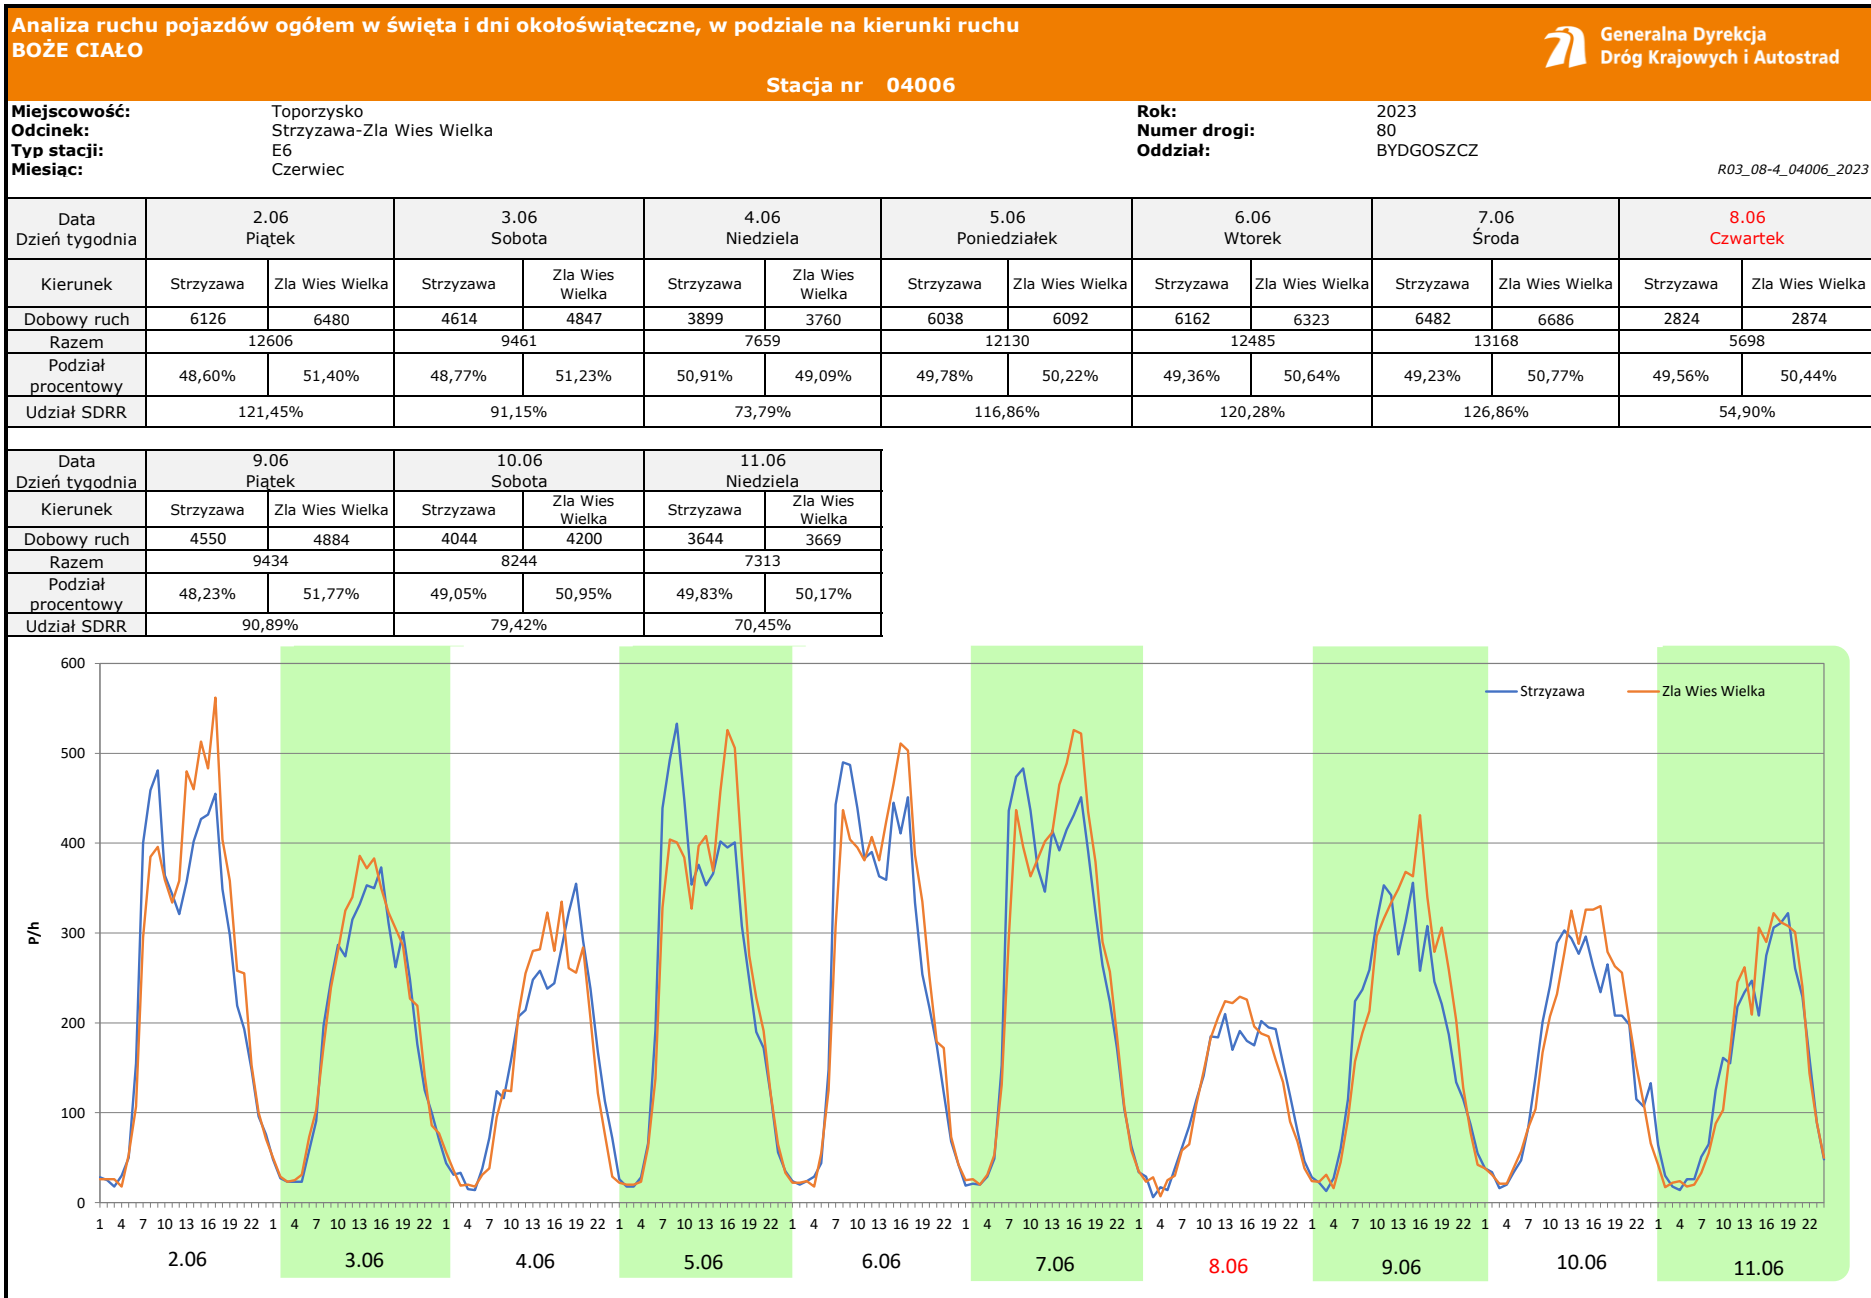 Analiza ruchu pojazdów ogółem w święta i dni okołoświąteczne, w podziale na kierunki ruchu
BOŻE CIAŁO
Generalna Dyrekcja
Dróg Krajowych i Autostrad
Stacja nr 04006
Miejscowość: Toporzysko Rok: 2023
Odcinek: Strzyzawa-Zla Wies Wielka Numer drogi: 80
Typ stacji: E6 Oddział: BYDGOSZCZ
Miesiąc: Czerwiec R03_08-4_04006_2023
Data 2.06 3.06 4.06 5.06 6.06 7.06 8.06
Dzień tygodnia Piątek Sobota Niedziela Poniedziałek Wtorek Środa Czwartek
Kierunek Strzyzawa Zla Wies Wielka Strzyzawa Zla Wies Wielka Strzyzawa Zla Wies Wielka Strzyzawa Zla Wies Wielka Strzyzawa Zla Wies Wielka Strzyzawa Zla Wies Wielka Strzyzawa Zla Wies Wielka
Dobowy ruch 6126 6480 4614 4847 3899 3760 6038 6092 6162 6323 6482 6686 2824 2874
Razem 12606 9461 7659 12130 12485 13168 5698
Podział procentowy 48,60% 51,40% 48,77% 51,23% 50,91% 49,09% 49,78% 50,22% 49,36% 50,64% 49,23% 50,77% 49,56% 50,44%
Udział SDRR 121,45% 91,15% 73,79% 116,86% 120,28% 126,86% 54,90%
Data 9.06 10.06 11.06
Dzień tygodnia Piątek Sobota Niedziela
Kierunek Strzyzawa Zla Wies Wielka Strzyzawa Zla Wies Wielka Strzyzawa Zla Wies Wielka
Dobowy ruch 4550 4884 4044 4200 3644 3669
Razem 9434 8244 7313
Podział procentowy 48,23% 51,77% 49,05% 50,95% 49,83% 50,17%
Udział SDRR 90,89% 79,42% 70,45%
600
Strzyzawa Zla Wies Wielka
500
400
P/h
300
200
100
0
1 4 7 10 13 16 19 22 1 4 7 10 13 16 19 22 1 4 7 10 13 16 19 22 1 4 7 10 13 16 19 22 1 4 7 10 13 16 19 22 1 4 7 10 13 16 19 22 1 4 7 10 13 16 19 22 1 4 7 10 13 16 19 22 1 4 7 10 13 16 19 22 1 4 7 10 13 16 19 22
2.06 3.06 4.06 5.06 6.06 7.06 8.06 9.06 10.06 11.06